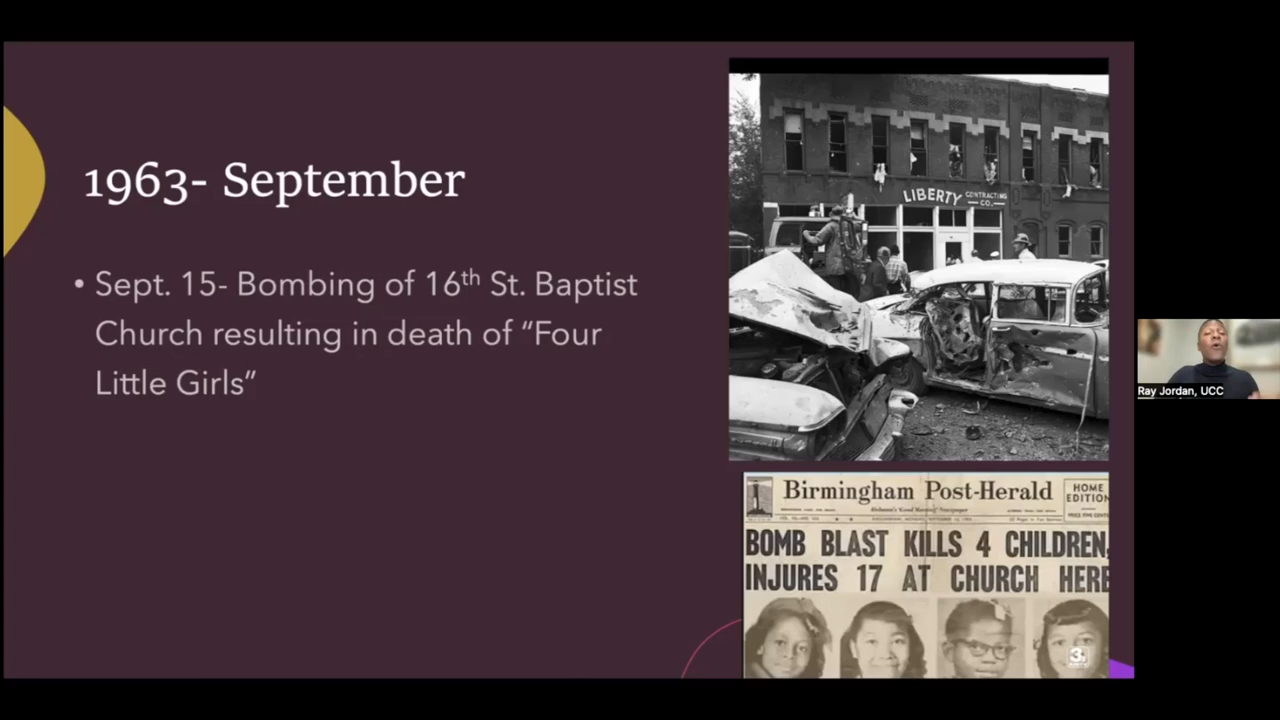 1963- September
• Sept. 15- Bombing of 16th St. Baptist
Church resulting in death of “Four
Little Girls”
LIBERTY CONTRACTING CO.
Birmingham Post-Herald
HOME
EDITION
BOMB BLAST KILLS 4 CHILDREN,
INJURES 17 AT CHURCH HERE
3
Ray Jordan, UCC